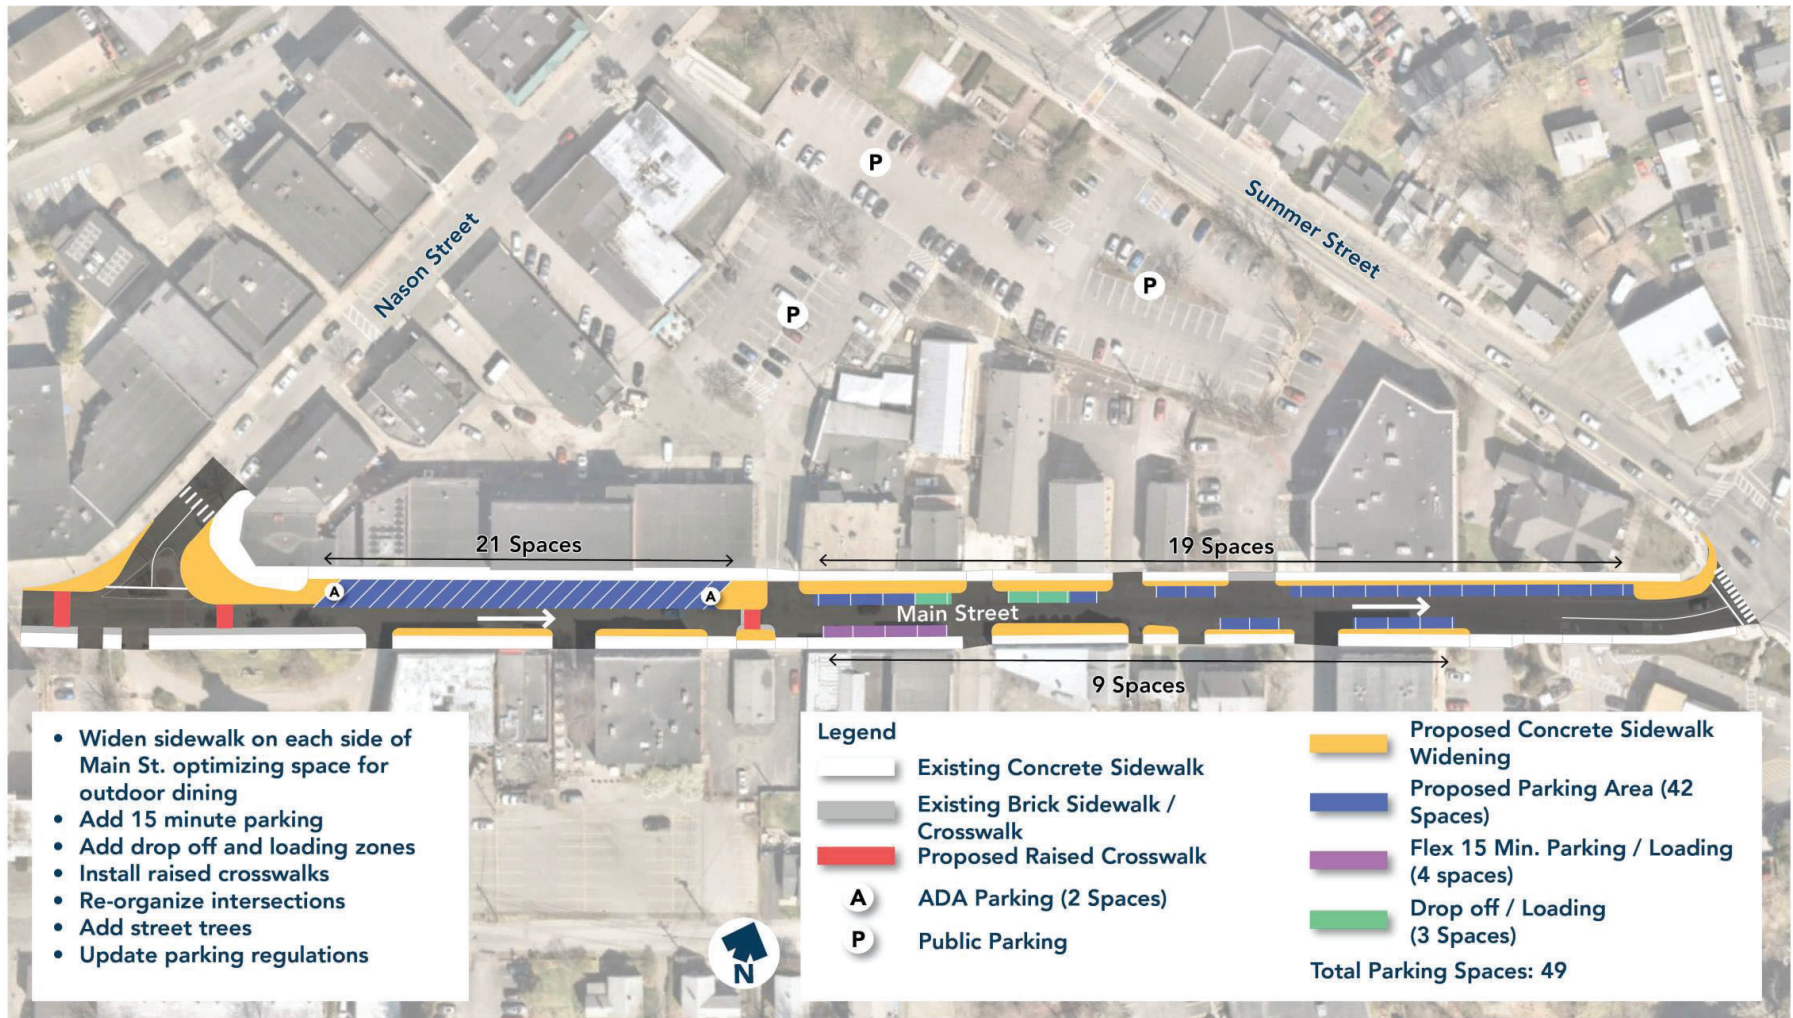 Nason Street
Summer Street
P
P
P
21 Spaces
19 Spaces
A
A
Main Street
9 Spaces
• Widen sidewalk on each side of
Main St. optimizing space for
outdoor dining
• Add 15 minute parking
• Add drop off and loading zones
• Install raised crosswalks
• Re-organize intersections
• Add street trees
• Update parking regulations
N
Legend
Existing Concrete Sidewalk
Existing Brick Sidewalk /
Crosswalk
Proposed Raised Crosswalk
A ADA Parking (2 Spaces)
P Public Parking
Proposed Concrete Sidewalk
Widening
Proposed Parking Area (42
Spaces)
Flex 15 Min. Parking / Loading
(4 spaces)
Drop off / Loading
(3 Spaces)
Total Parking Spaces: 49